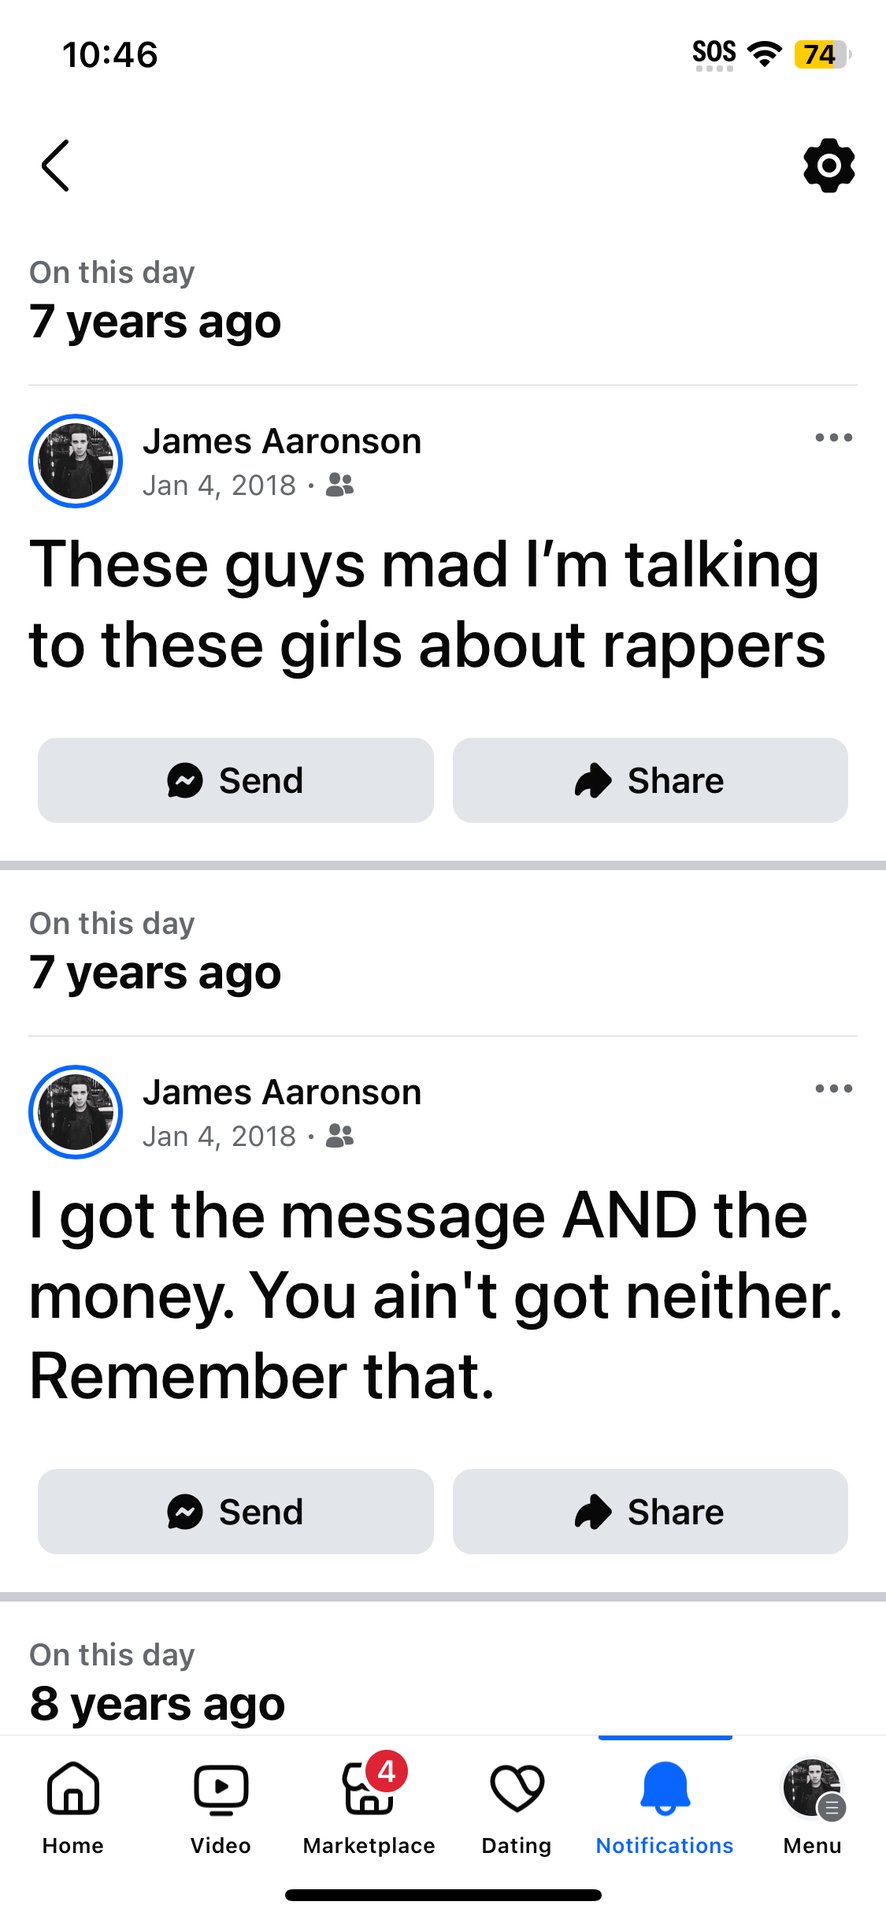 10:46
SOS
74
On this day
7 years ago
James Aaronson
Jan 4, 2018 ·
These guys mad I’m talking
to these girls about rappers
Send
Share
On this day
7 years ago
James Aaronson
Jan 4, 2018 ·
I got the message AND the
money. You ain't got neither.
Remember that.
Send
Share
On this day
8 years ago
4
Home
Video
Marketplace
Dating
Notifications
Menu